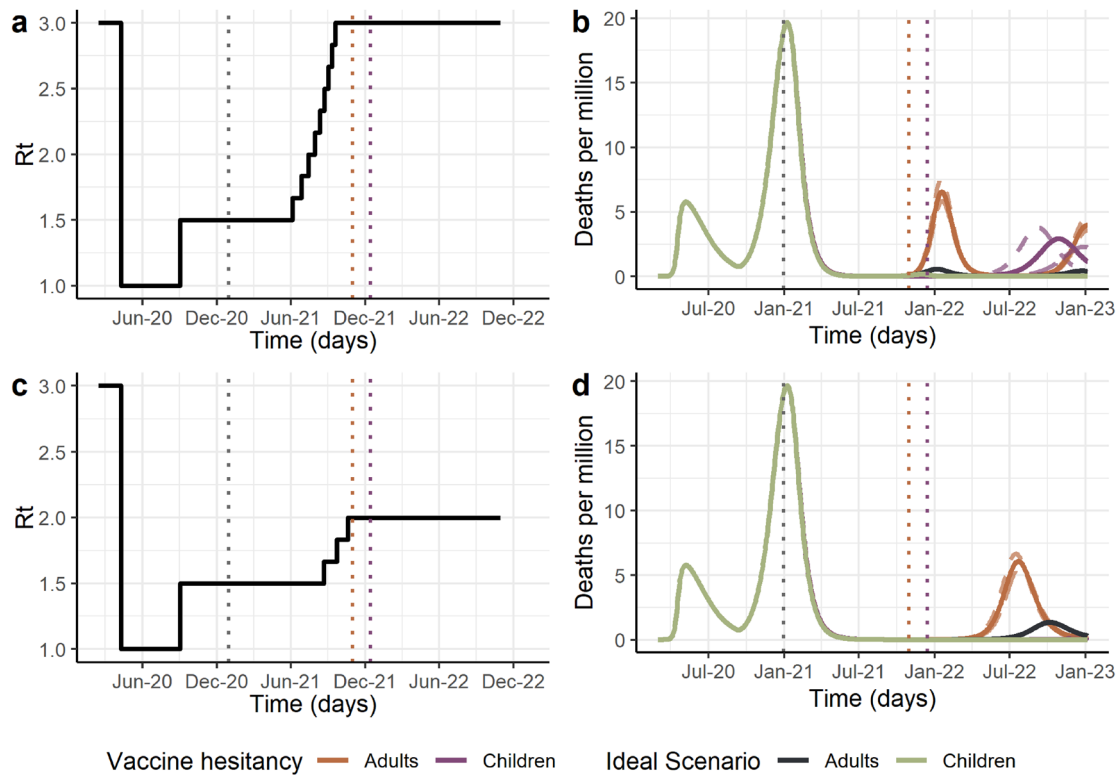 a
3.0
2.5
2.0
1.5
1.0
Rt
Jun-20 Dec-20 Jun-21 Dec-21 Jun-22 Dec-22
Time (days)
b
20
15
10
5
0
Deaths per million
Jul-20 Jan-21 Jul-21 Jan-22 Jul-22 Jan-23
Time (days)
c
3.0
2.5
2.0
1.5
1.0
Rt
Jun-20 Dec-20 Jun-21 Dec-21 Jun-22 Dec-22
Time (days)
d
20
15
10
5
0
Deaths per million
Jul-20 Jan-21 Jul-21 Jan-22 Jul-22 Jan-23
Time (days)
Vaccine hesitancy Adults Children Ideal Scenario Adults Children